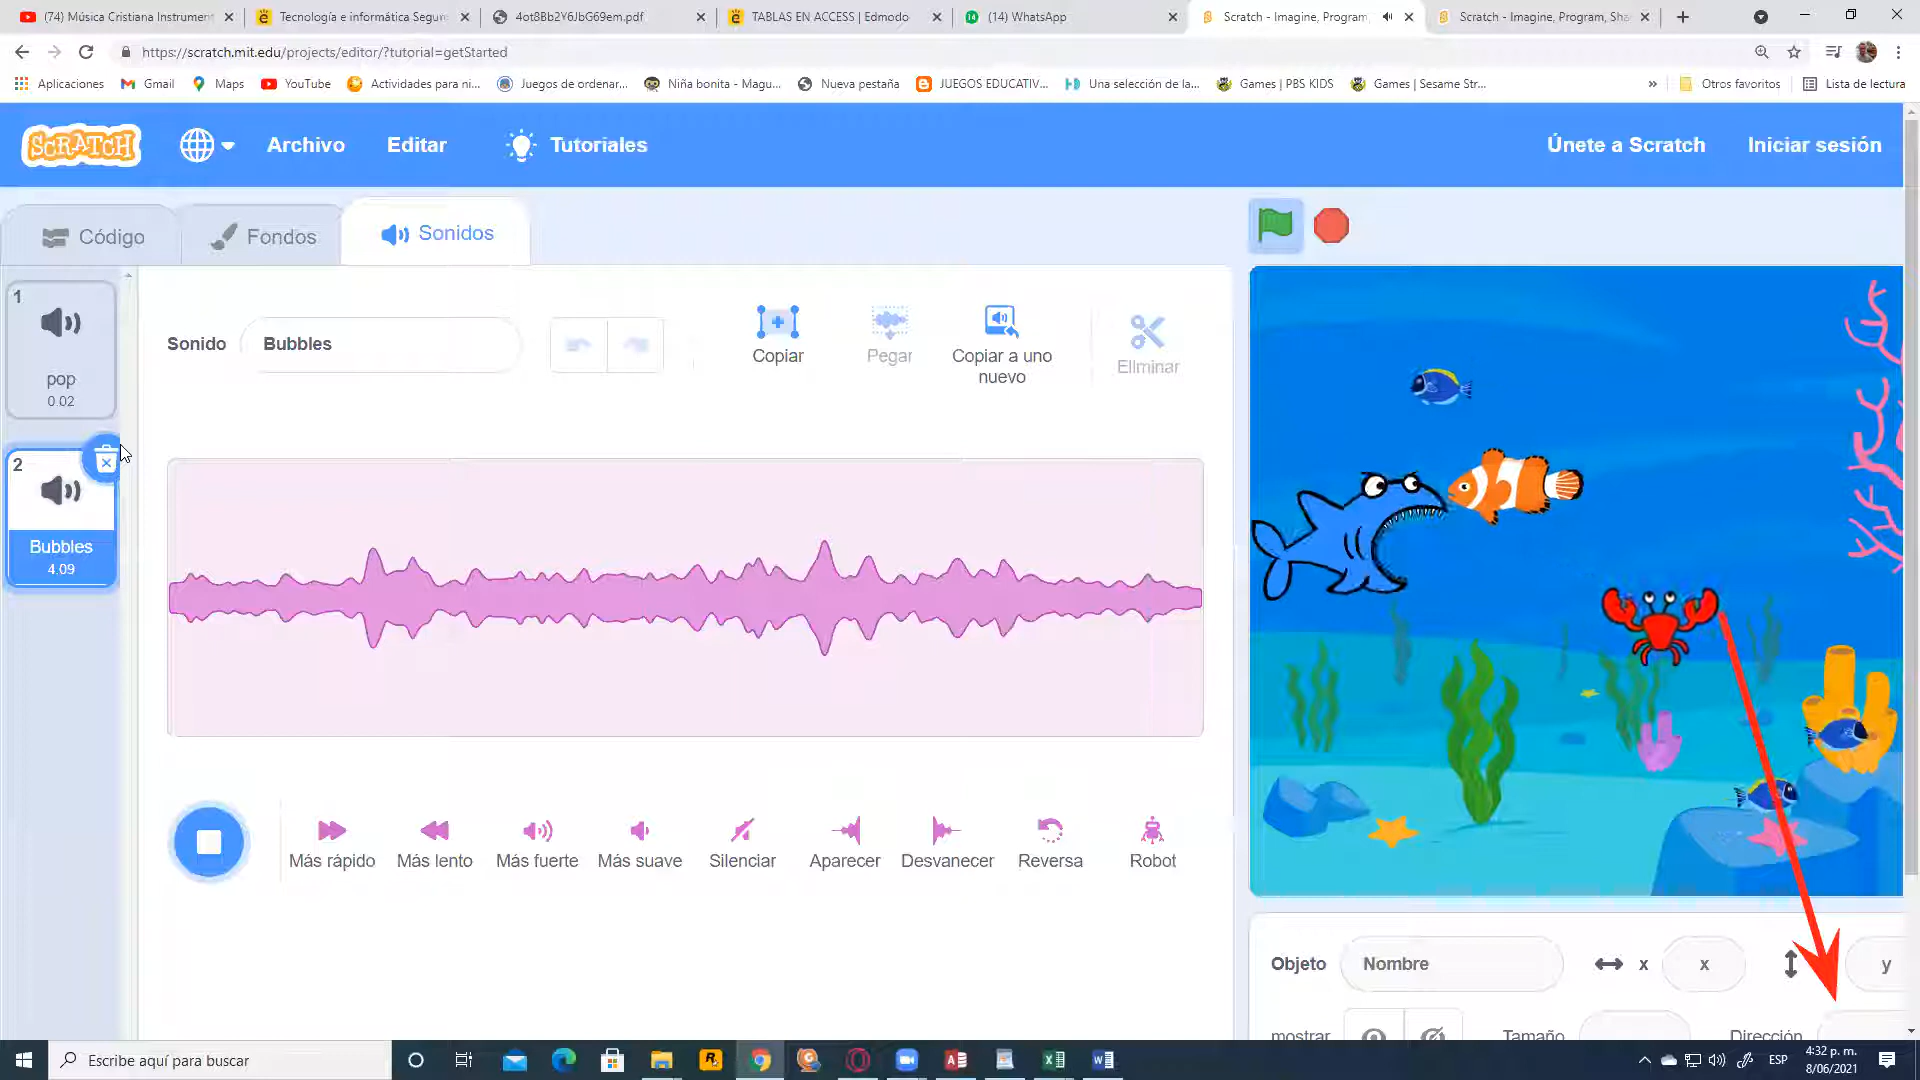 (74) Música Cristiana Instrument
Tecnología e informática Segur
4ot8Bb2Y6JbG69em.pdf
TABLAS EN ACCESS | Edmodo
(14) WhatsApp
Scratch - Imagine, Program,
Scratch - Imagine, Program, Sha
https://scratch.mit.edu/projects/editor/?tutorial=getStarted
Aplicaciones
Gmail
Maps
YouTube
Actividades para ni...
Juegos de ordenar...
Niña bonita - Magu...
Nueva pestaña
JUEGOS EDUCATIV...
Una selección de la...
Games | PBS KIDS
Games | Sesame Str...
»
Otros favoritos
Lista de lectura
SCRATCH
Archivo
Editar
Tutoriales
Únete a Scratch
Iniciar sesión
Código
Fondos
Sonidos
1
pop
0.02
2
Bubbles
4.09
Sonido
Bubbles
Copiar
Pegar
Copiar a uno
nuevo
Eliminar
Más rápido
Más lento
Más fuerte
Más suave
Silenciar
Aparecer
Desvanecer
Reversa
Robot
Objeto
Nombre
x
x
y
mostrar
Tamaño
Dirección
Escribe aquí para buscar
ESP
4:32 p. m.
8/06/2021